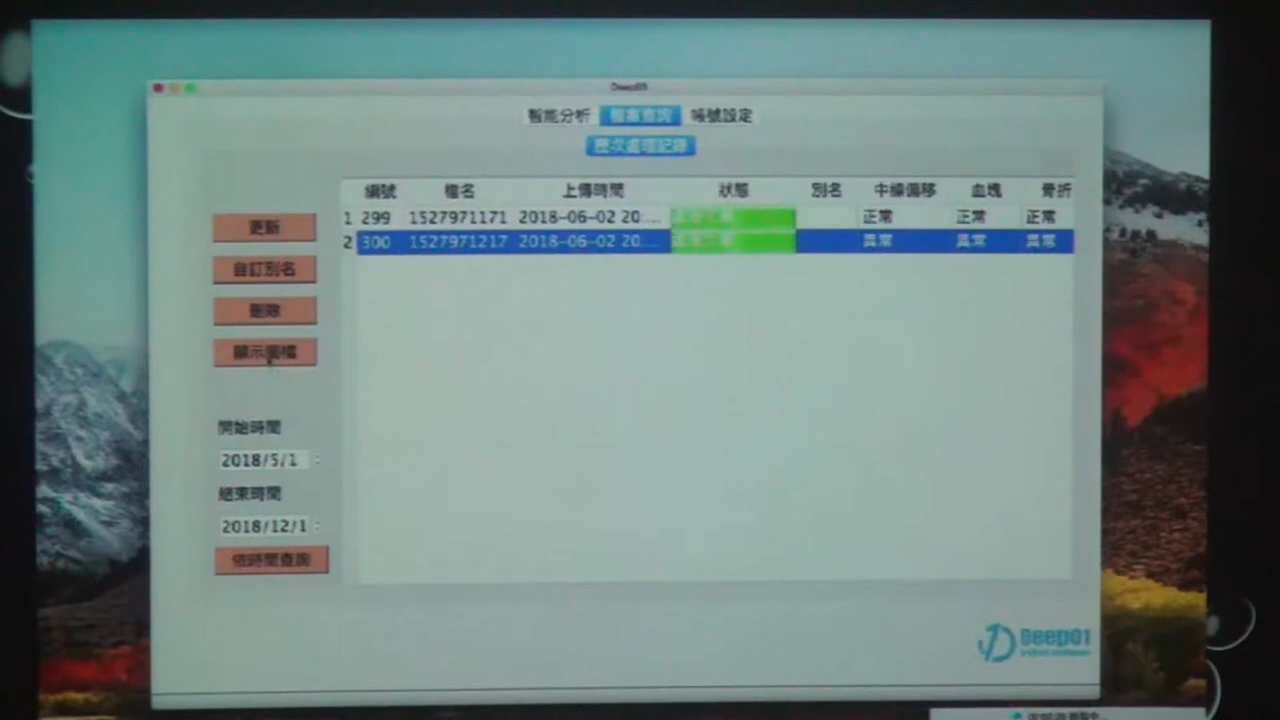 Deep01
智能分析 檔案查詢 帳號設定
歷次處理記錄
編號 檔名 上傳時間 狀態 別名 中線偏移 血塊 骨折
1 299 1527971171 2018-06-02 20.... 正常 正常 正常
2 300 1527971217 2018-06-02 20.... 異常 異常 異常
更新
自訂別名
刪除
顯示圖檔
開始時間
2018/5/1
結束時間
2018/12/1
依時間查詢
Deep01